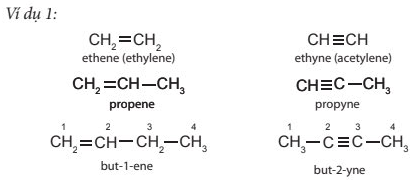 Ví dụ 1:
CH₂=CH₂ CH≡CH
ethene (ethylene) ethyne (acetylene)
CH₂=CH—CH₃ CH≡C—CH₃
propene propyne
1 2 3 4 1 2 3 4
CH₂=CH—CH₂—CH₃ CH₃—C≡C—CH₃
but-1-ene but-2-yne